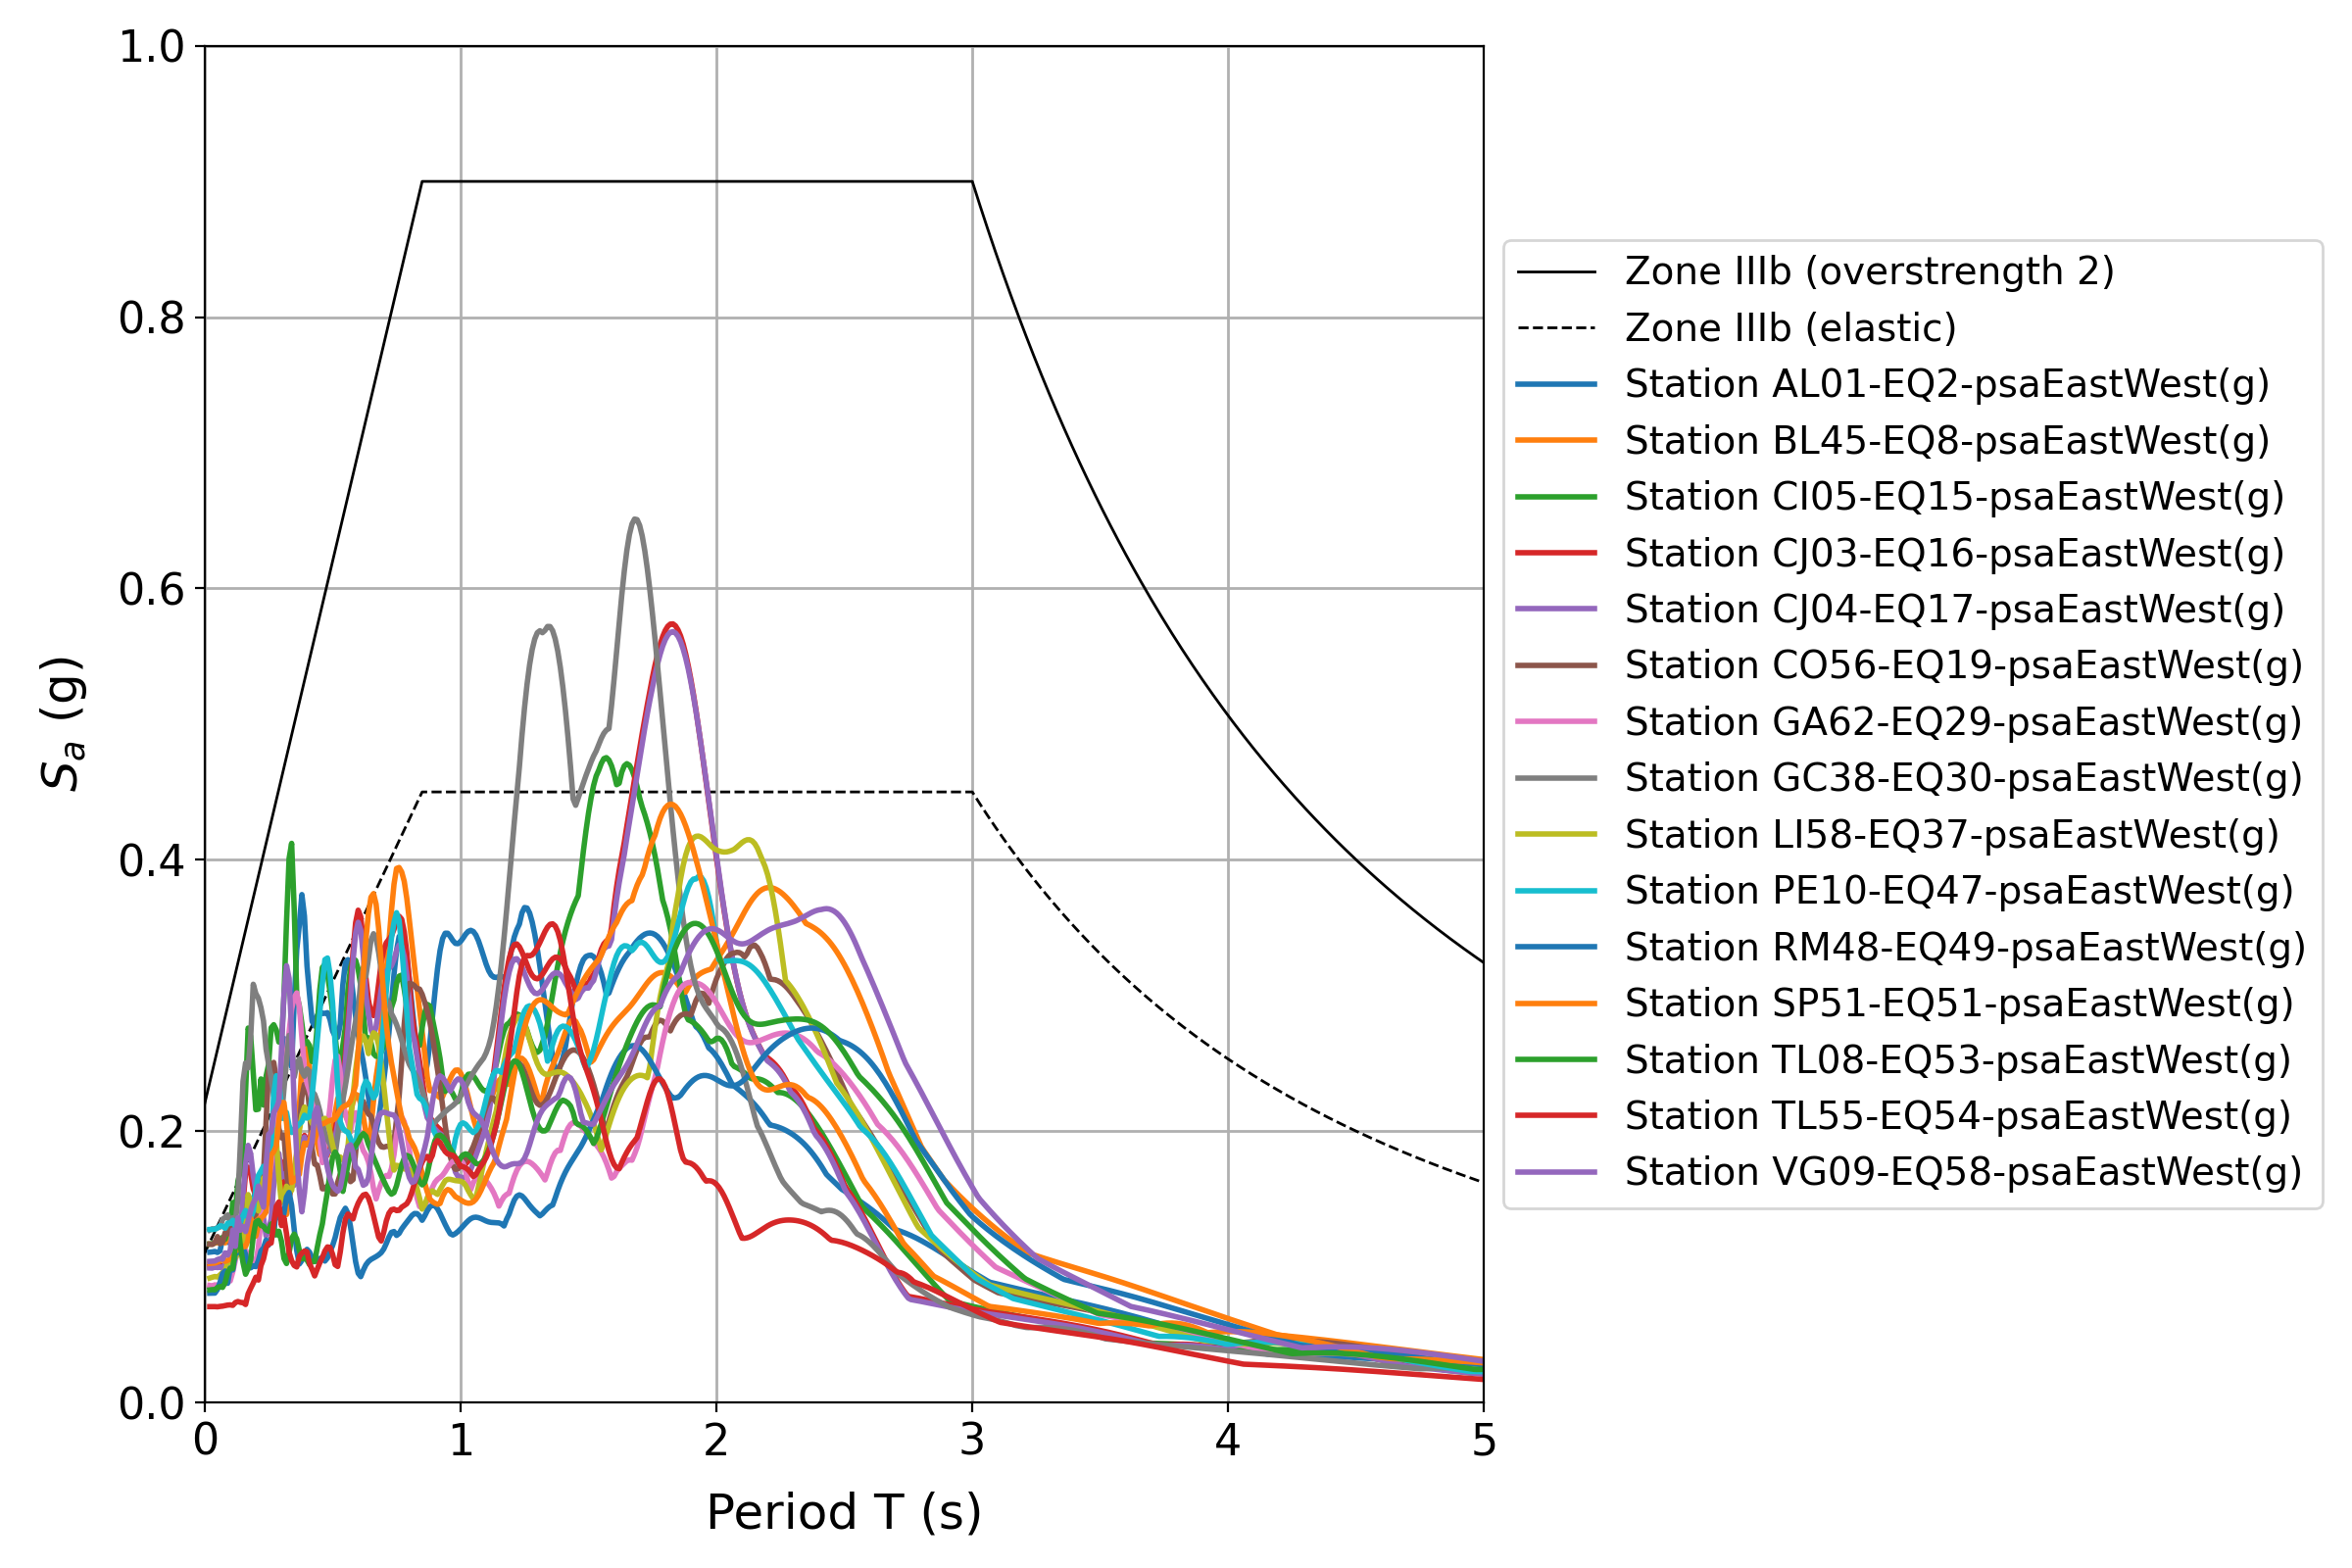 1.0
0.8
0.6
0.4
0.2
0.0
0 1 2 3 4 5
Sa (g)
Period T (s)
Zone IIIb (overstrength 2)
Zone IIIb (elastic)
Station AL01-EQ2-psaEastWest(g)
Station BL45-EQ8-psaEastWest(g)
Station CI05-EQ15-psaEastWest(g)
Station CJ03-EQ16-psaEastWest(g)
Station CJ04-EQ17-psaEastWest(g)
Station CO56-EQ19-psaEastWest(g)
Station GA62-EQ29-psaEastWest(g)
Station GC38-EQ30-psaEastWest(g)
Station LI58-EQ37-psaEastWest(g)
Station PE10-EQ47-psaEastWest(g)
Station RM48-EQ49-psaEastWest(g)
Station SP51-EQ51-psaEastWest(g)
Station TL08-EQ53-psaEastWest(g)
Station TL55-EQ54-psaEastWest(g)
Station VG09-EQ58-psaEastWest(g)